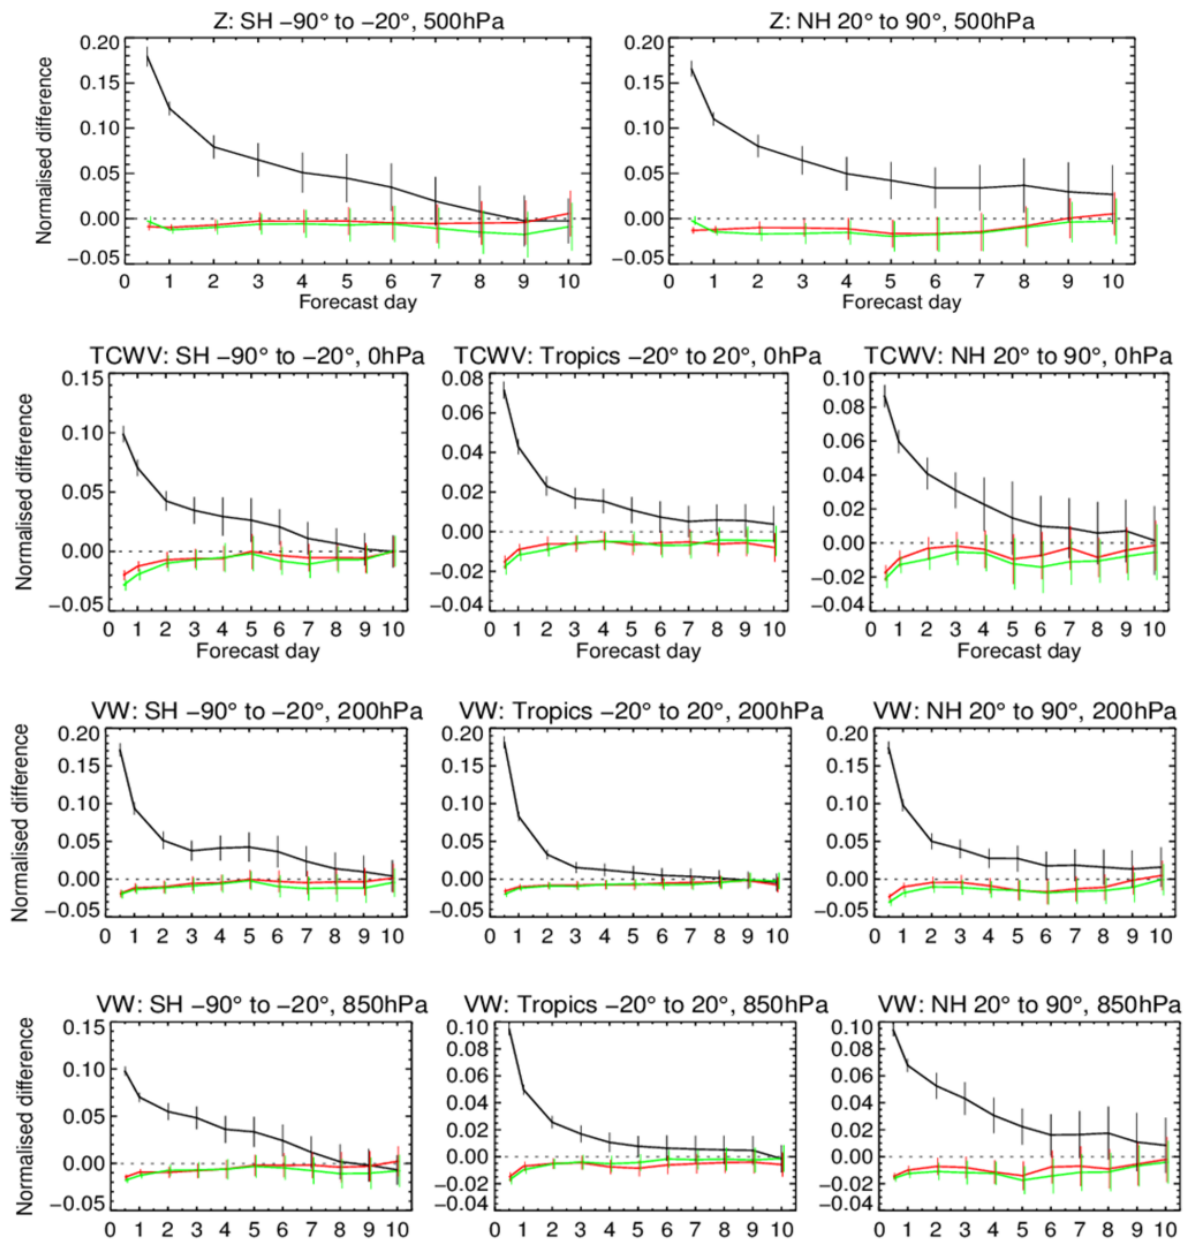 Z: SH −90° to −20°, 500hPa
Z: NH 20° to 90°, 500hPa
Normalised difference
0.20
0.15
0.10
0.05
0.00
−0.05
0 1 2 3 4 5 6 7 8 9 10
Forecast day
0.20
0.15
0.10
0.05
0.00
−0.05
0 1 2 3 4 5 6 7 8 9 10
Forecast day
TCWV: SH −90° to −20°, 0hPa
TCWV: Tropics −20° to 20°, 0hPa
TCWV: NH 20° to 90°, 0hPa
Normalised difference
0.15
0.10
0.05
0.00
−0.05
0 1 2 3 4 5 6 7 8 9 10
Forecast day
0.08
0.06
0.04
0.02
0.00
−0.02
−0.04
0 1 2 3 4 5 6 7 8 9 10
Forecast day
0.10
0.08
0.06
0.04
0.02
0.00
−0.02
−0.04
0 1 2 3 4 5 6 7 8 9 10
Forecast day
VW: SH −90° to −20°, 200hPa
VW: Tropics −20° to 20°, 200hPa
VW: NH 20° to 90°, 200hPa
Normalised difference
0.20
0.15
0.10
0.05
0.00
−0.05
0 1 2 3 4 5 6 7 8 9 10
0.20
0.15
0.10
0.05
0.00
−0.05
0 1 2 3 4 5 6 7 8 9 10
0.20
0.15
0.10
0.05
0.00
−0.05
0 1 2 3 4 5 6 7 8 9 10
VW: SH −90° to −20°, 850hPa
VW: Tropics −20° to 20°, 850hPa
VW: NH 20° to 90°, 850hPa
Normalised difference
0.15
0.10
0.05
0.00
−0.05
0 1 2 3 4 5 6 7 8 9 10
0.10
0.08
0.06
0.04
0.02
0.00
−0.02
−0.04
0 1 2 3 4 5 6 7 8 9 10
0.10
0.08
0.06
0.04
0.02
0.00
−0.02
−0.04
0 1 2 3 4 5 6 7 8 9 10